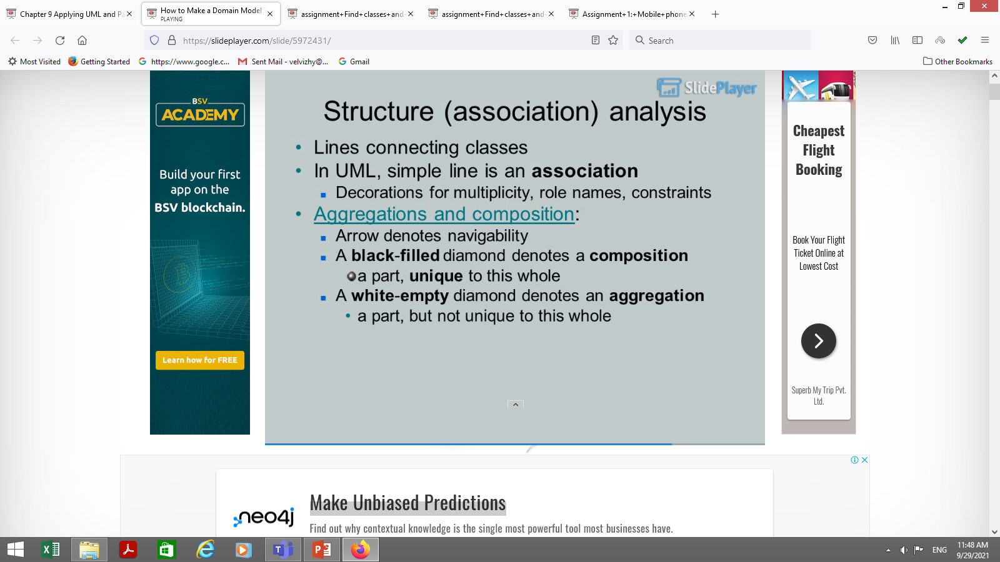 Chapter 9 Applying UML and Pa
How to Make a Domain Model
PLAYING
assignment+Find+classes+and+
assignment+Find+classes+and+
Assignment+1:+Mobile+phone
https://slideplayer.com/slide/5972431/
Search
Most Visited
Getting Started
https://www.google.c...
Sent Mail - velvizhy@...
Gmail
Other Bookmarks
BSV
ACADEMY
Build your first
app on the
BSV blockchain.
Learn how for FREE
SlidePlayer
Structure (association) analysis
• Lines connecting classes
• In UML, simple line is an association
Decorations for multiplicity, role names, constraints
• Aggregations and composition:
Arrow denotes navigability
A black-filled diamond denotes a composition
a part, unique to this whole
A white-empty diamond denotes an aggregation
• a part, but not unique to this whole
Cheapest
Flight
Booking
Book Your Flight
Ticket Online at
Lowest Cost
Superb My Trip Pvt.
Ltd.
neo4j
Make Unbiased Predictions
Find out why contextual knowledge is the single most powerful tool most businesses have.
ENG
11:48 AM
9/29/2021